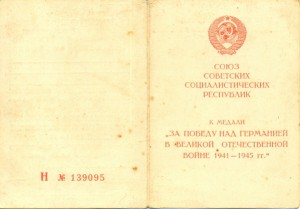 Н № 139095
СОЮЗ
СОВЕТСКИХ
СОЦИАЛИСТИЧЕСКИХ
РЕСПУБЛИК
К МЕДАЛИ
„ЗА ПОБЕДУ НАД ГЕРМАНИЕЙ
В ВЕЛИКОЙ ОТЕЧЕСТВЕННОЙ
ВОЙНЕ 1941—1945 гг.“